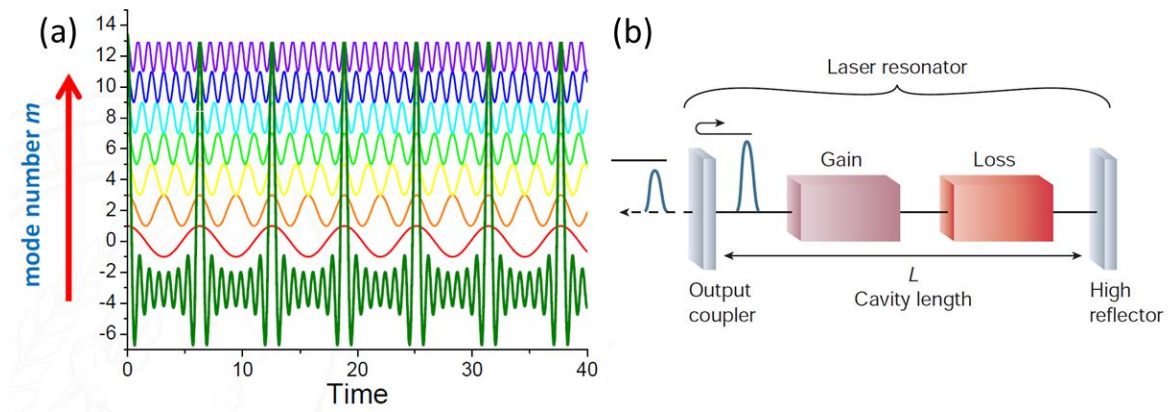 (a)
mode number m
14
12
10
8
6
4
2
0
-2
-4
-6
0
10
20
30
40
Time
(b)
Laser resonator
Gain
Loss
L
Cavity length
Output
coupler
High
reflector